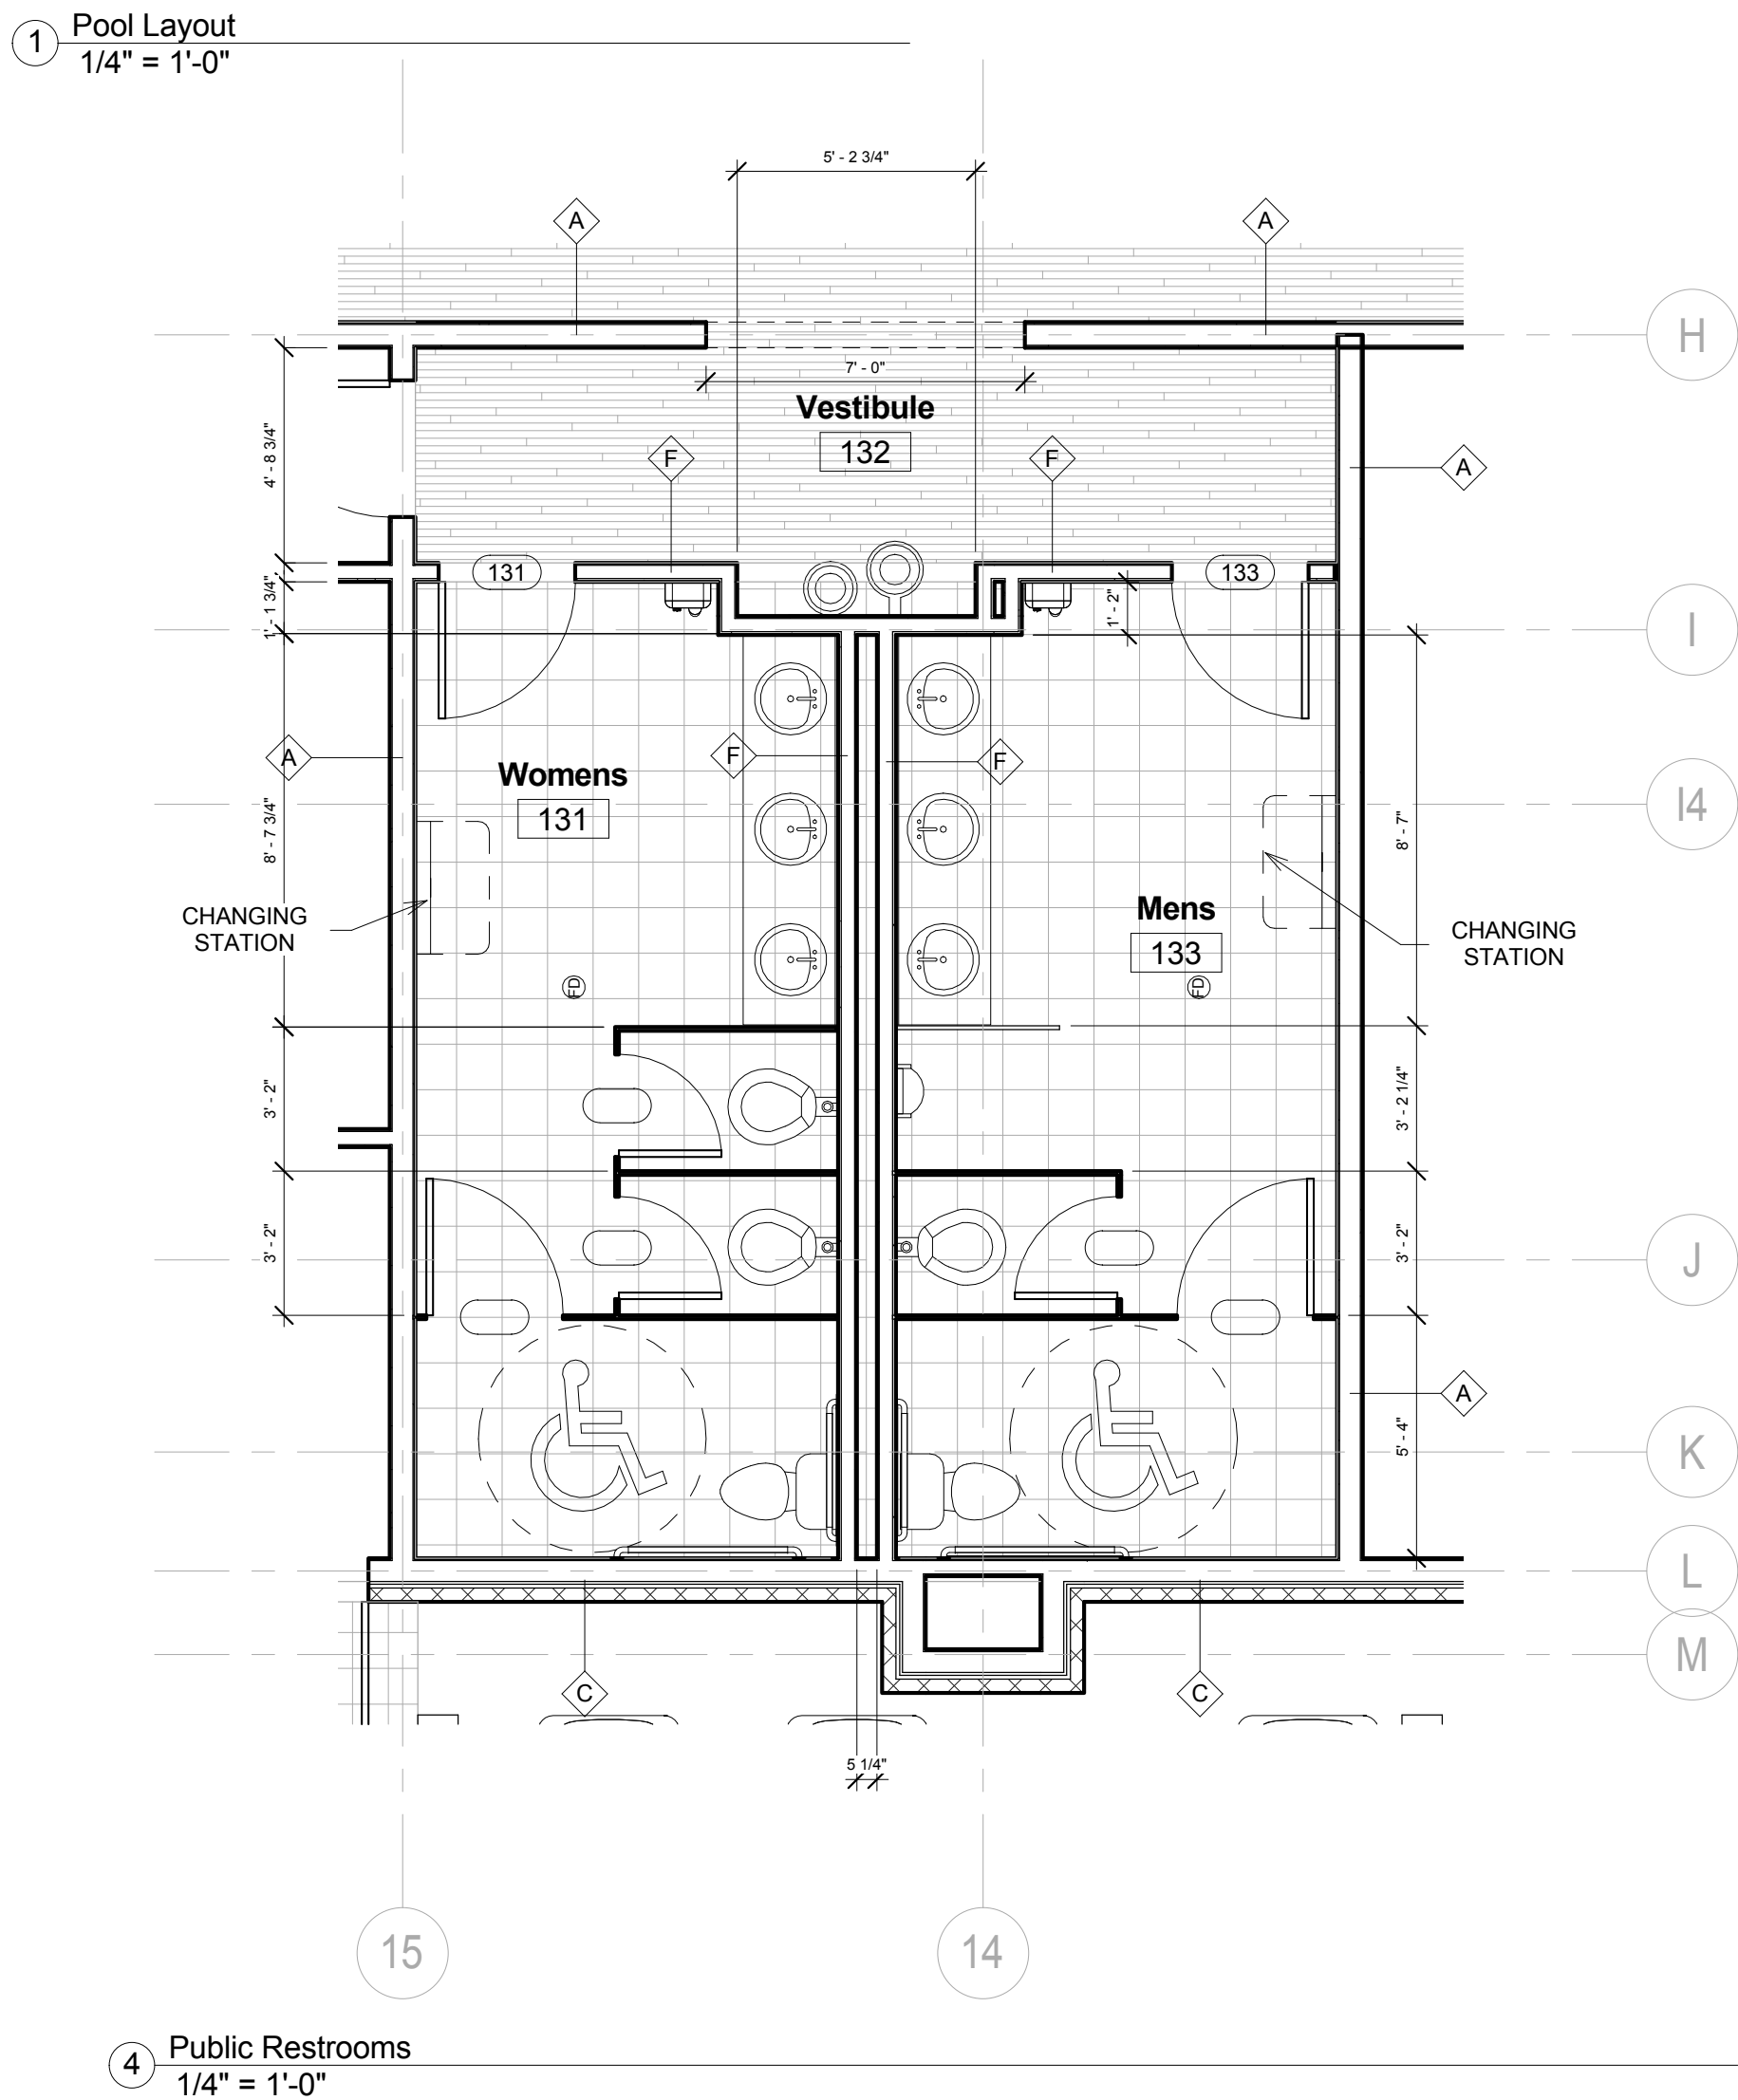 1
Pool Layout
1/4" = 1'-0"
5' - 2 3/4"
A
A
H
7' - 0"
Vestibule
132
4' - 8 3/4"
F
F
A
131
133
1' - 1 3/4"
1' - 2"
I
A
F
F
Womens
131
I4
8' - 7 3/4"
8' - 7"
CHANGING
STATION
Mens
133
CHANGING
STATION
FD
FD
3' - 2"
3' - 2 1/4"
3' - 2"
3' - 2"
J
A
5' - 4"
K
L
M
C
C
5 1/4"
15
14
4
Public Restrooms
1/4" = 1'-0"